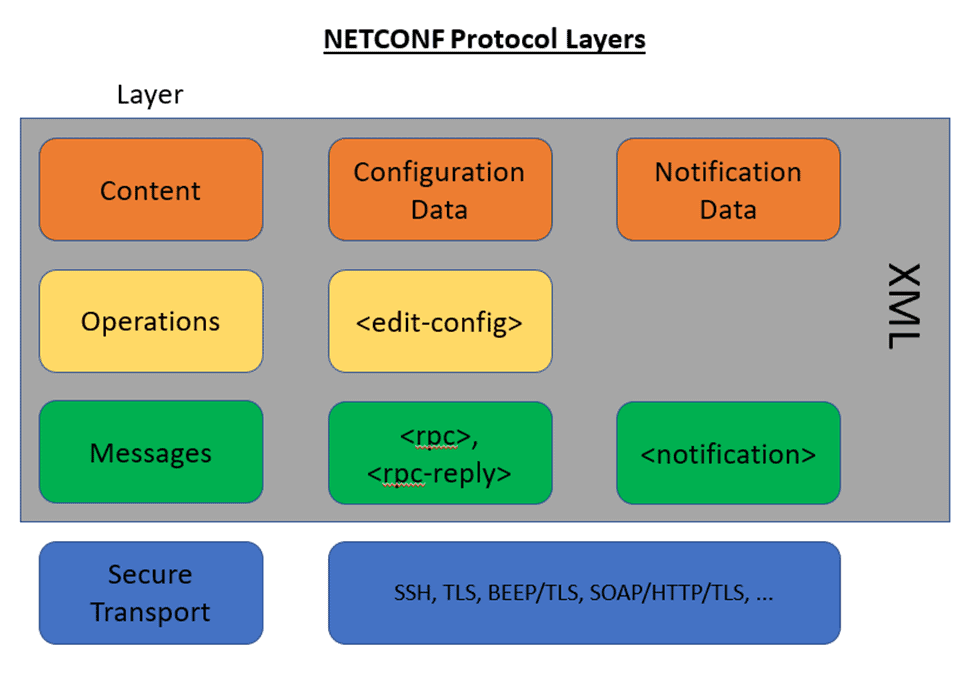 NETCONF Protocol Layers
Layer
Content
Configuration
Data
Notification
Data
Operations
<edit-config>
XML
Messages
<rpc>,
<rpc-reply>
<notification>
Secure
Transport
SSH, TLS, BEEP/TLS, SOAP/HTTP/TLS, ...